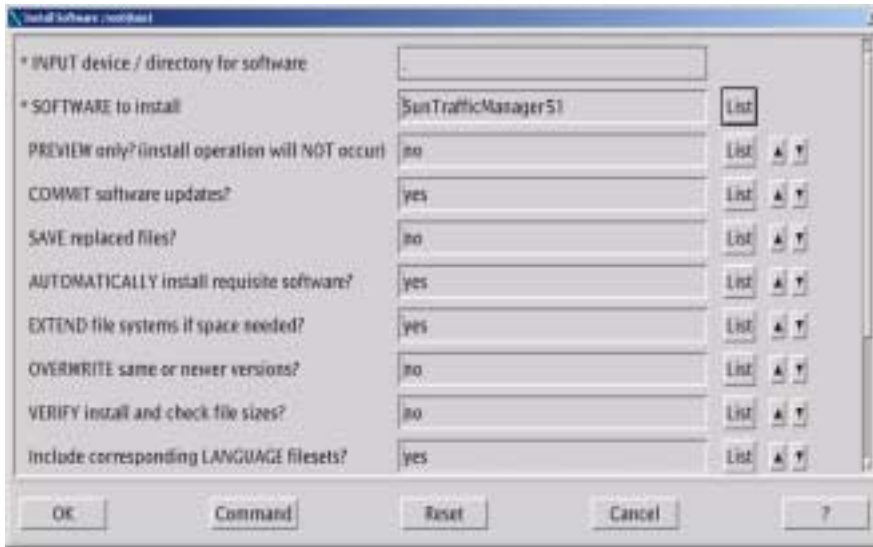 Install Software : root@
* INPUT device / directory for software .
* SOFTWARE to install SunTrafficManager51 List
PREVIEW only? (install operation will NOT occur) no List ▲ ▼
COMMIT software updates? yes List ▲ ▼
SAVE replaced files? no List ▲ ▼
AUTOMATICALLY install requisite software? yes List ▲ ▼
EXTEND file systems if space needed? yes List ▲ ▼
OVERWRITE same or newer versions? no List ▲ ▼
VERIFY install and check file sizes? no List ▲ ▼
Include corresponding LANGUAGE filesets? yes List ▲ ▼
OK Command Reset Cancel ?